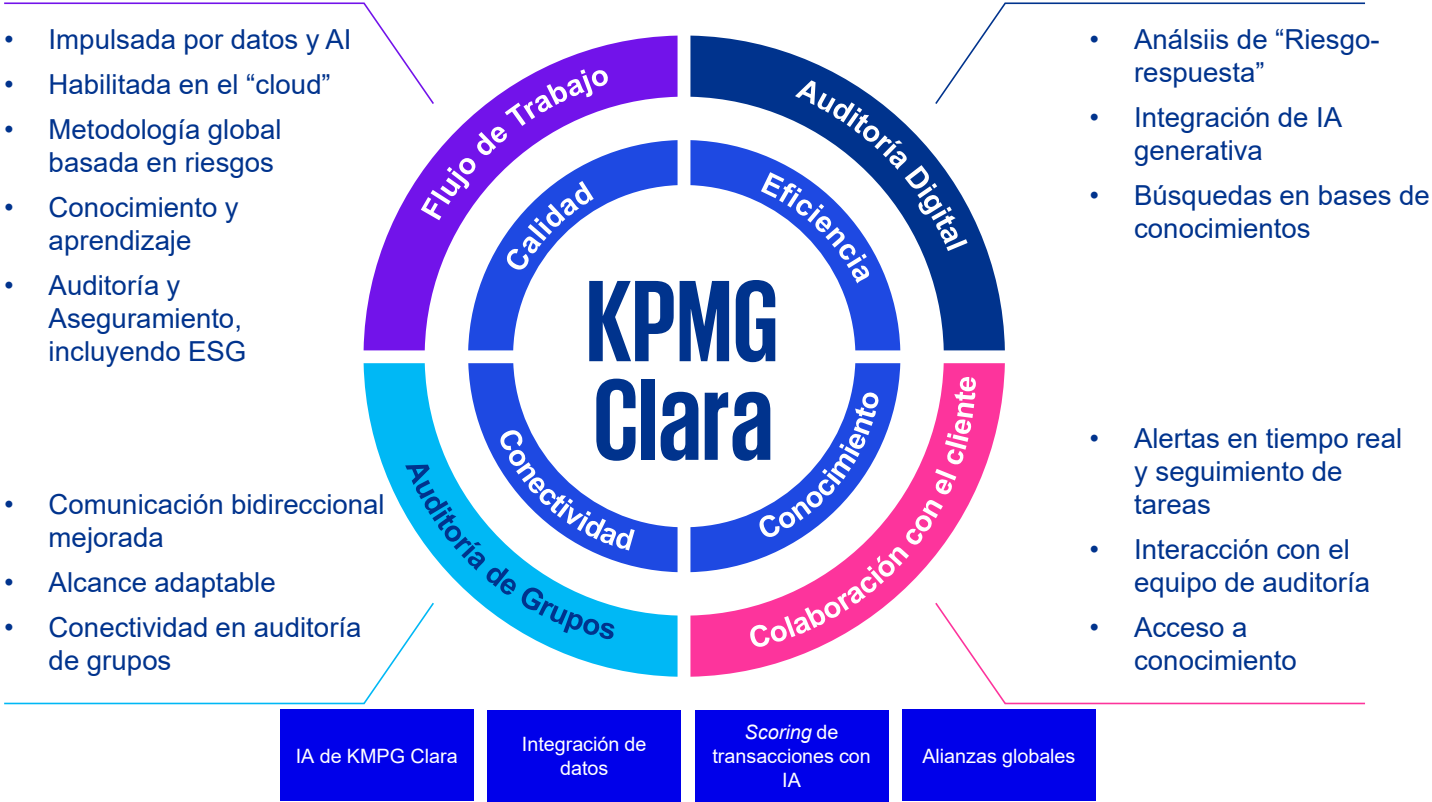 • Impulsada por datos y AI
• Habilitada en el “cloud”
• Metodología global
basada en riesgos
• Conocimiento y
aprendizaje
• Auditoría y
Aseguramiento,
incluyendo ESG
• Comunicación bidireccional
mejorada
• Alcance adaptable
• Conectividad en auditoría
de grupos
Flujo de Trabajo
Auditoría Digital
Calidad
Eficiencia
KPMG
Clara
Conectividad
Conocimiento
Auditoría de Grupos
Colaboración con el cliente
• Análsiis de “Riesgo-
respuesta”
• Integración de IA
generativa
• Búsquedas en bases de
conocimientos
• Alertas en tiempo real
y seguimiento de
tareas
• Interacción con el
equipo de auditoría
• Acceso a
conocimiento
IA de KMPG Clara
Integración de
datos
Scoring de
transacciones con
IA
Alianzas globales